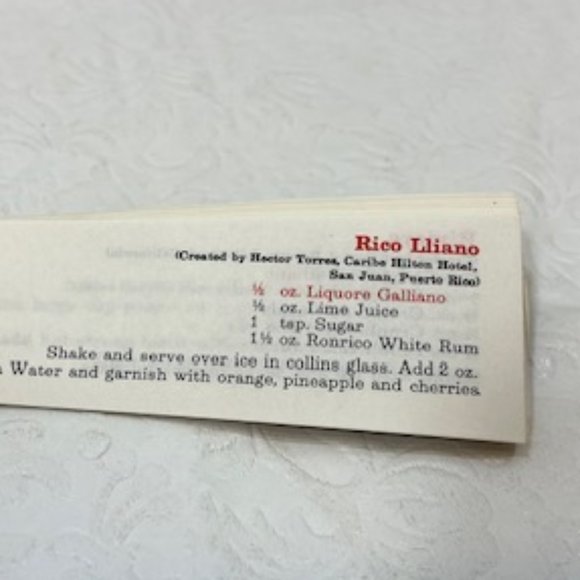 Rico Lliano
(Created by Hector Torres, Caribe Hilton Hotel,
San Juan, Puerto Rico)
½ oz. Liquore Galliano
½ oz. Lime Juice
1 tsp. Sugar
1½ oz. Ronrico White Rum
Shake and serve over ice in collins glass. Add 2 oz.
Water and garnish with orange, pineapple and cherries